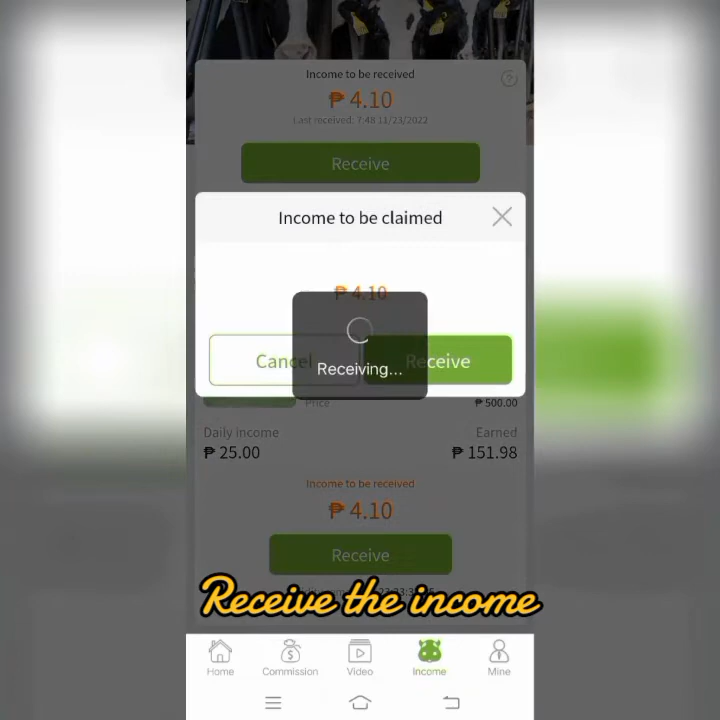 Income to be received
₱ 4.10
Last received: 7:48 11/23/2022
Receive
Income to be claimed
₱ 4.10
Cancel
Receive
Receiving...
Price
₱ 500.00
Daily income
Earned
₱ 25.00
₱ 151.98
Income to be received
₱ 4.10
Receive
Receive the income
Home
Commission
Video
Income
Mine